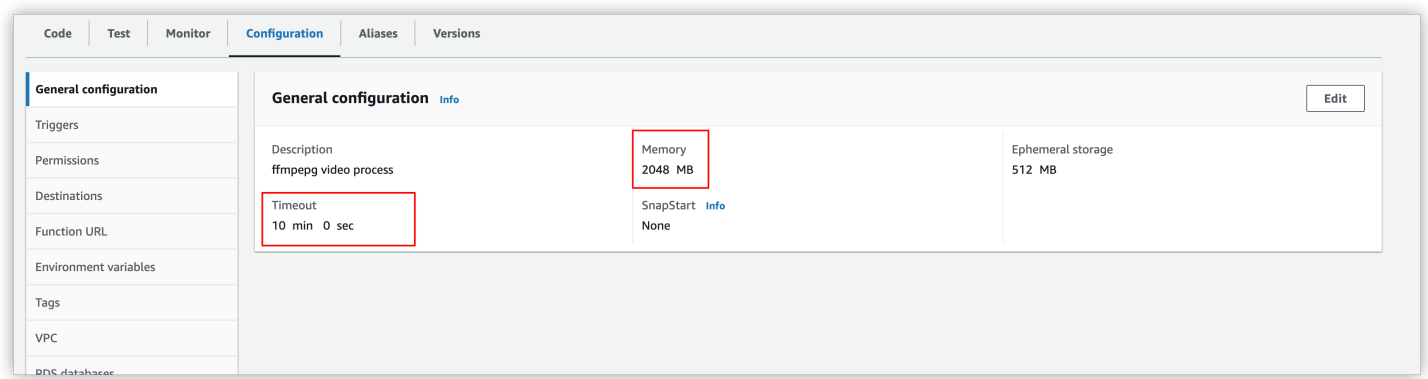 Code Test Monitor Configuration Aliases Versions
General configuration
Triggers
Permissions
Destinations
Function URL
Environment variables
Tags
VPC
RDS databases
General configuration Info
Edit
Description
ffmpepg video process
Timeout
10 min 0 sec
Memory
2048 MB
SnapStart Info
None
Ephemeral storage
512 MB